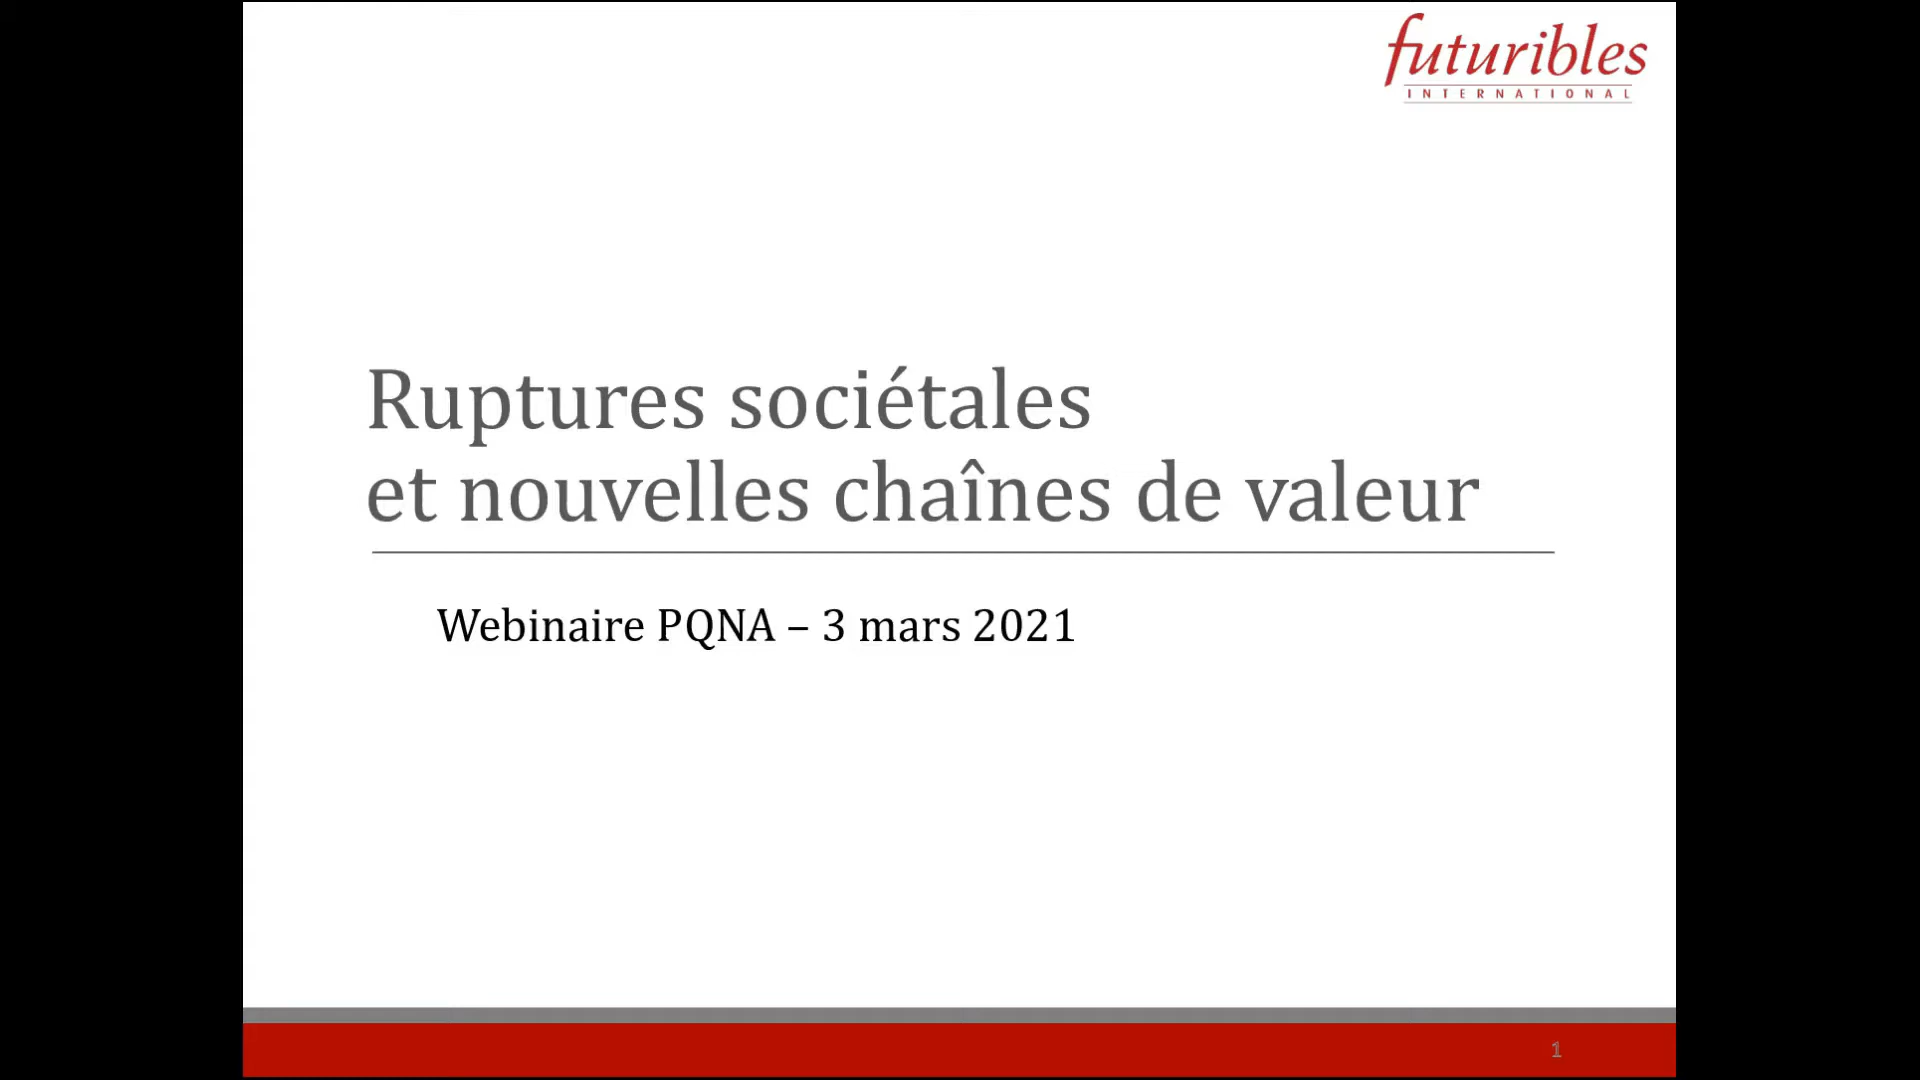 futuribles
INTERNATIONAL
Ruptures sociétales
et nouvelles chaînes de valeur
Webinaire PQNA – 3 mars 2021
1